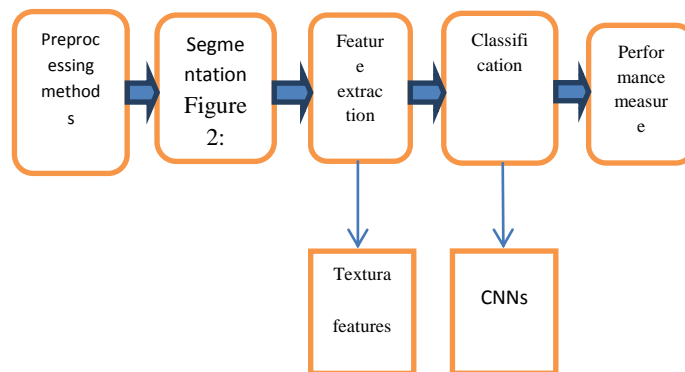 Preproc
essing
method
s
Segme
ntation
Figure
2:
Featur
e
extrac
tion
Classifi
cation
Perfor
mance
measur
e
Textura
features
CNNs